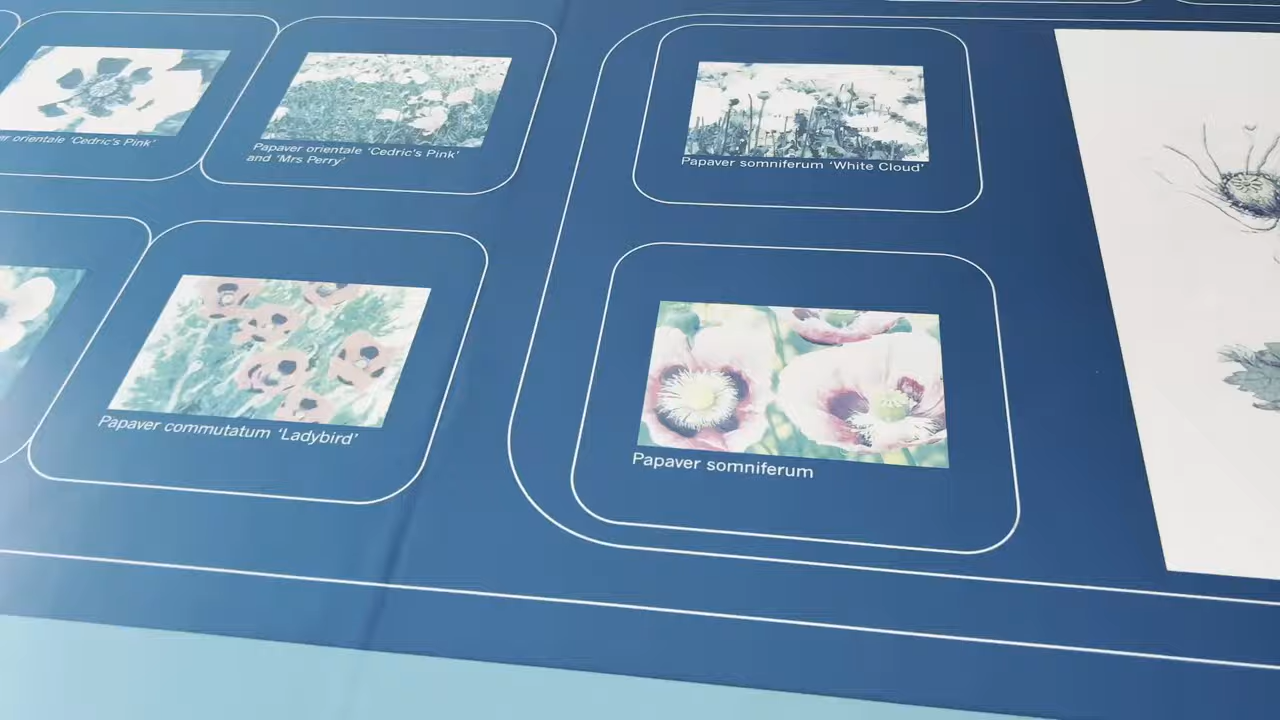 orientale ‘Cedric’s Pink’
Papaver orientale ‘Cedric’s Pink’
and ‘Mrs Perry’
Papaver somniferum ‘White Cloud’
Papaver commutatum ‘Ladybird’
Papaver somniferum